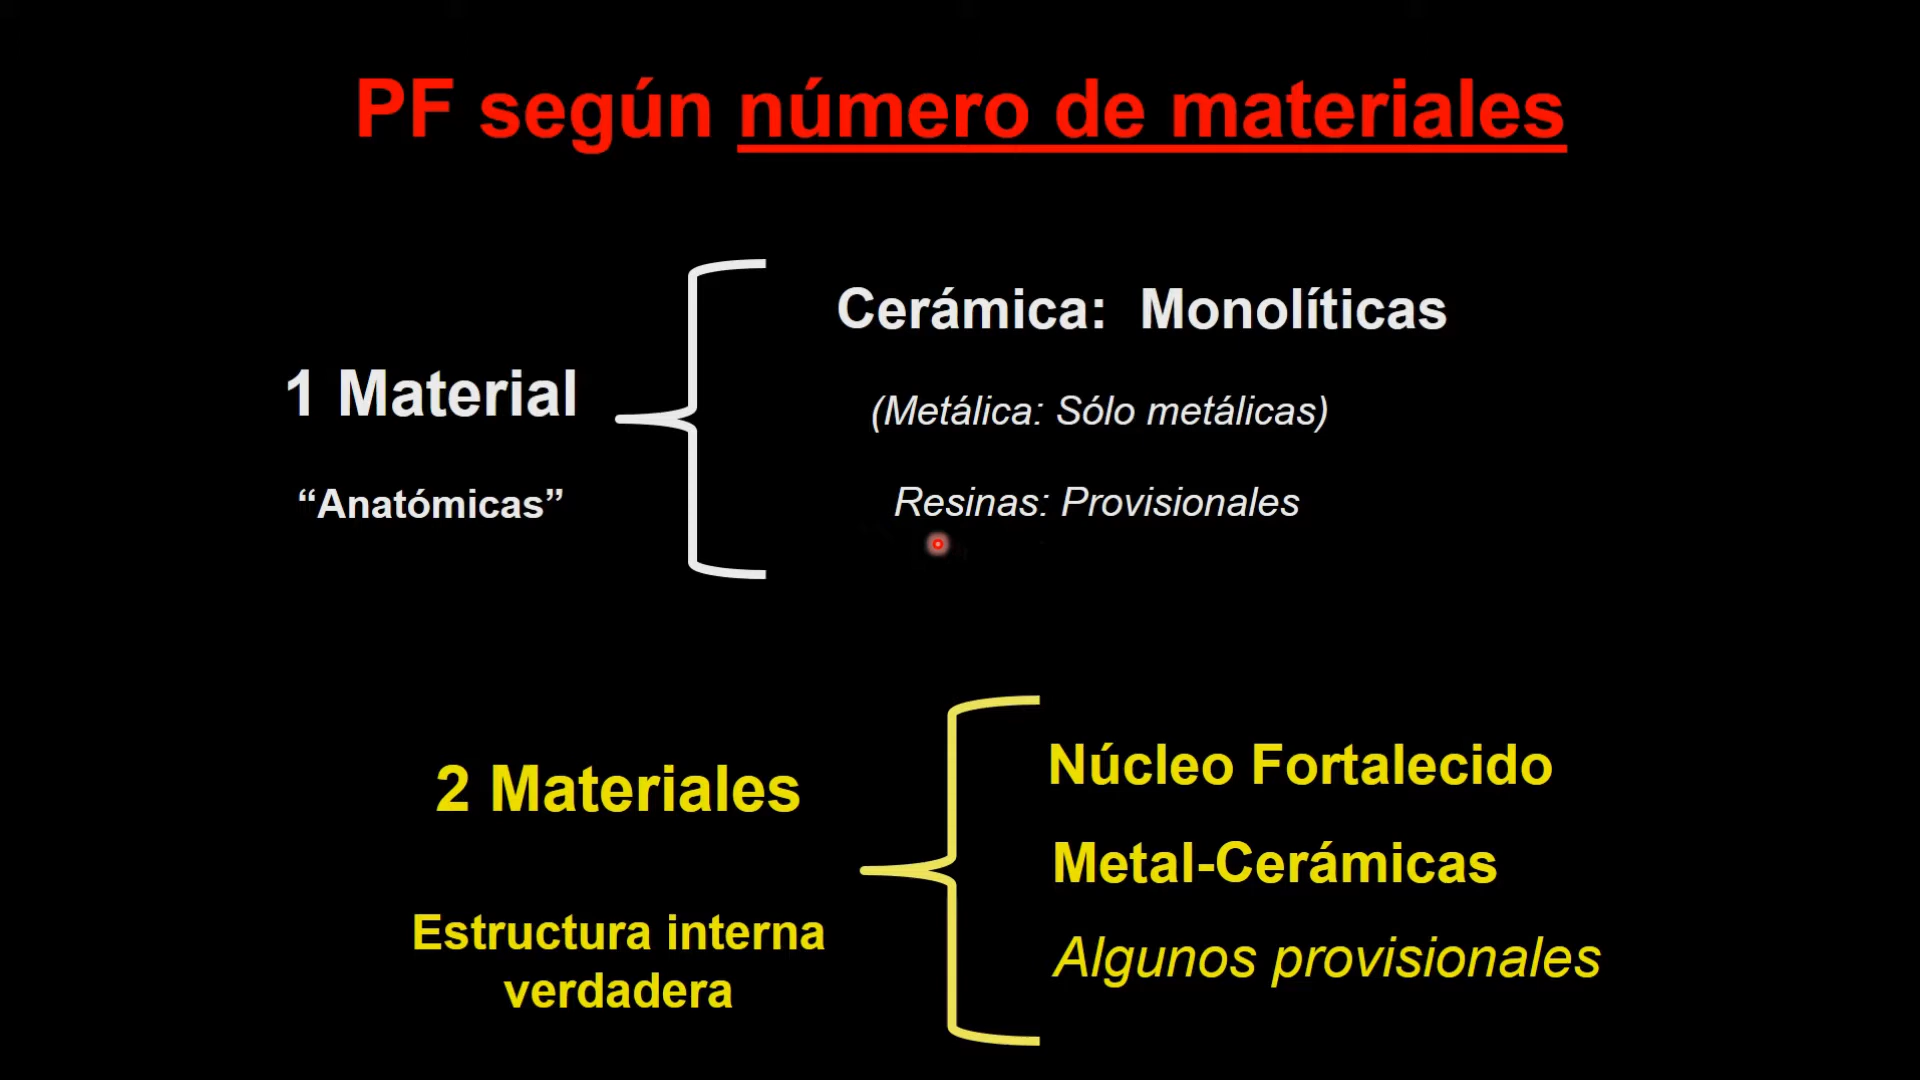 PF según número de materiales
1 Material
“Anatómicas”
Cerámica: Monolíticas
(Metálica: Sólo metálicas)
Resinas: Provisionales
2 Materiales
Estructura interna
verdadera
Núcleo Fortalecido
Metal-Cerámicas
Algunos provisionales